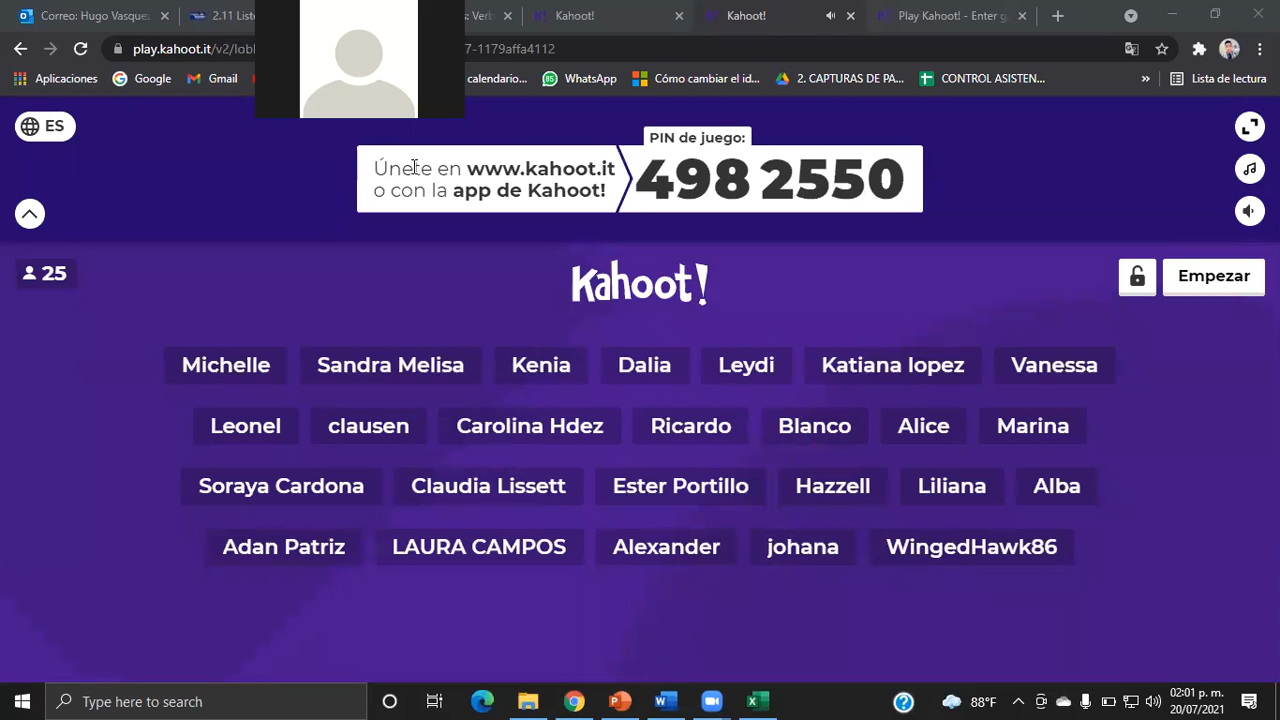 Correo: Hugo Vasquez
2.11 Listo
: Verb
Kahoot!
Kahoot!
Play Kahoot! - Enter g
play.kahoot.it/v2/lob
7-1179affa4112
Aplicaciones
Google
Gmail
calendario...
WhatsApp
Cómo cambiar el id...
2. CAPTURAS DE PA...
CONTROL ASISTEN...
»
Lista de lectura
ES
PIN de juego:
Únete en www.kahoot.it
o con la app de Kahoot!
498 2550
25
Kahoot!
Empezar
Michelle Sandra Melisa Kenia Dalia Leydi Katiana lopez Vanessa
Leonel clausen Carolina Hdez Ricardo Blanco Alice Marina
Soraya Cardona Claudia Lissett Ester Portillo Hazzell Liliana Alba
Adan Patriz LAURA CAMPOS Alexander johana WingedHawk86
Type here to search
88°F
02:01 p. m.
20/07/2021